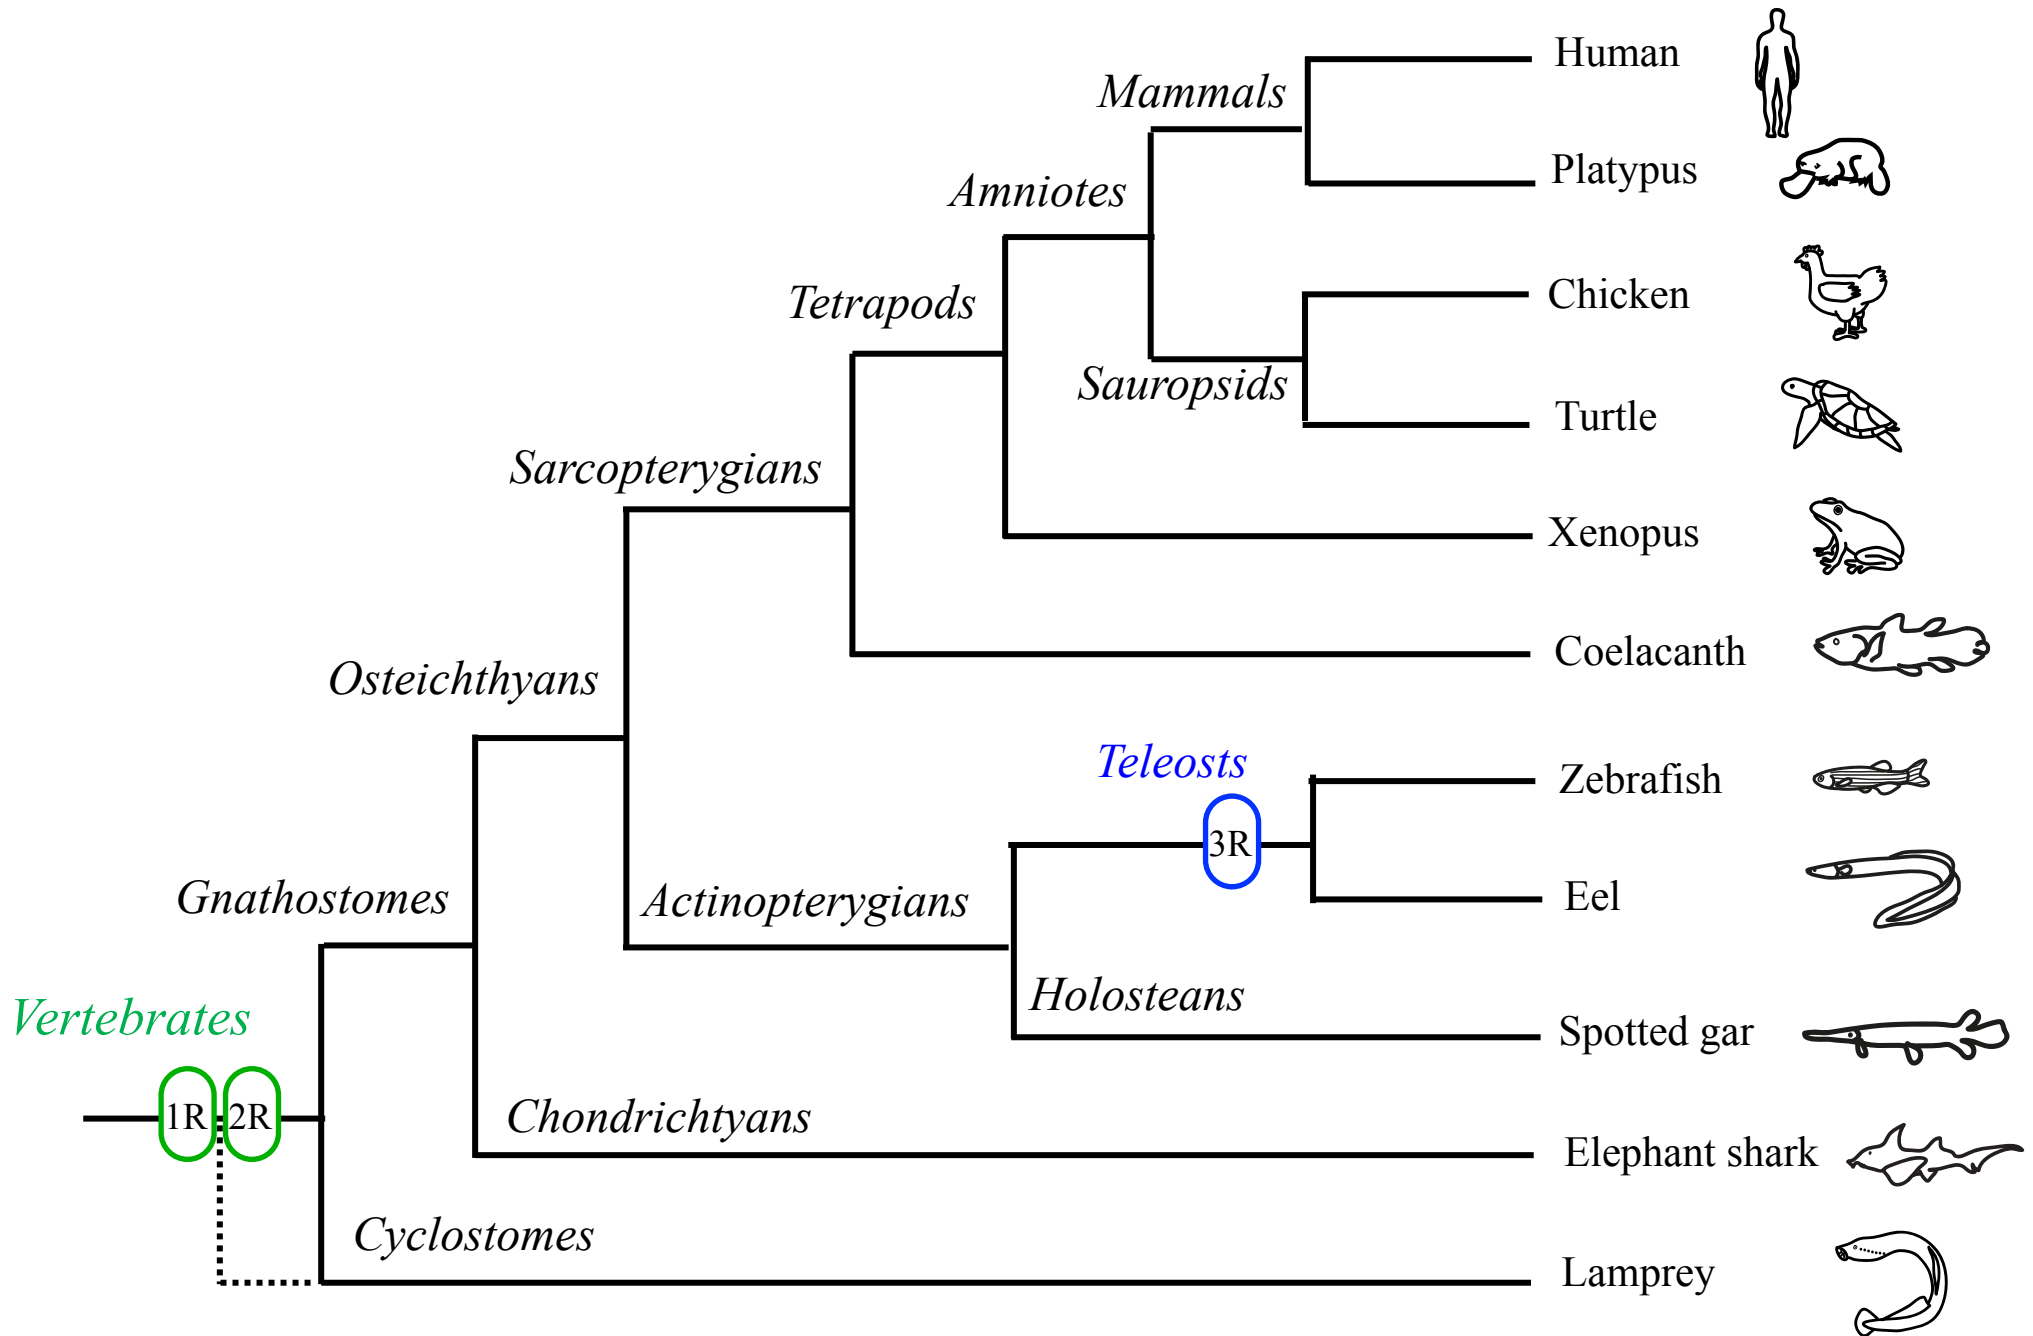 Human
Mammals
Platypus
Amniotes
Chicken
Tetrapods
Sauropsids
Turtle
Sarcopterygians
Xenopus
Coelacanth
Osteichthyans
Teleosts
Zebrafish
3R
Eel
Gnathostomes
Actinopterygians
Holosteans
Vertebrates
Spotted gar
1R
2R
Chondrichtyans
Elephant shark
Cyclostomes
Lamprey